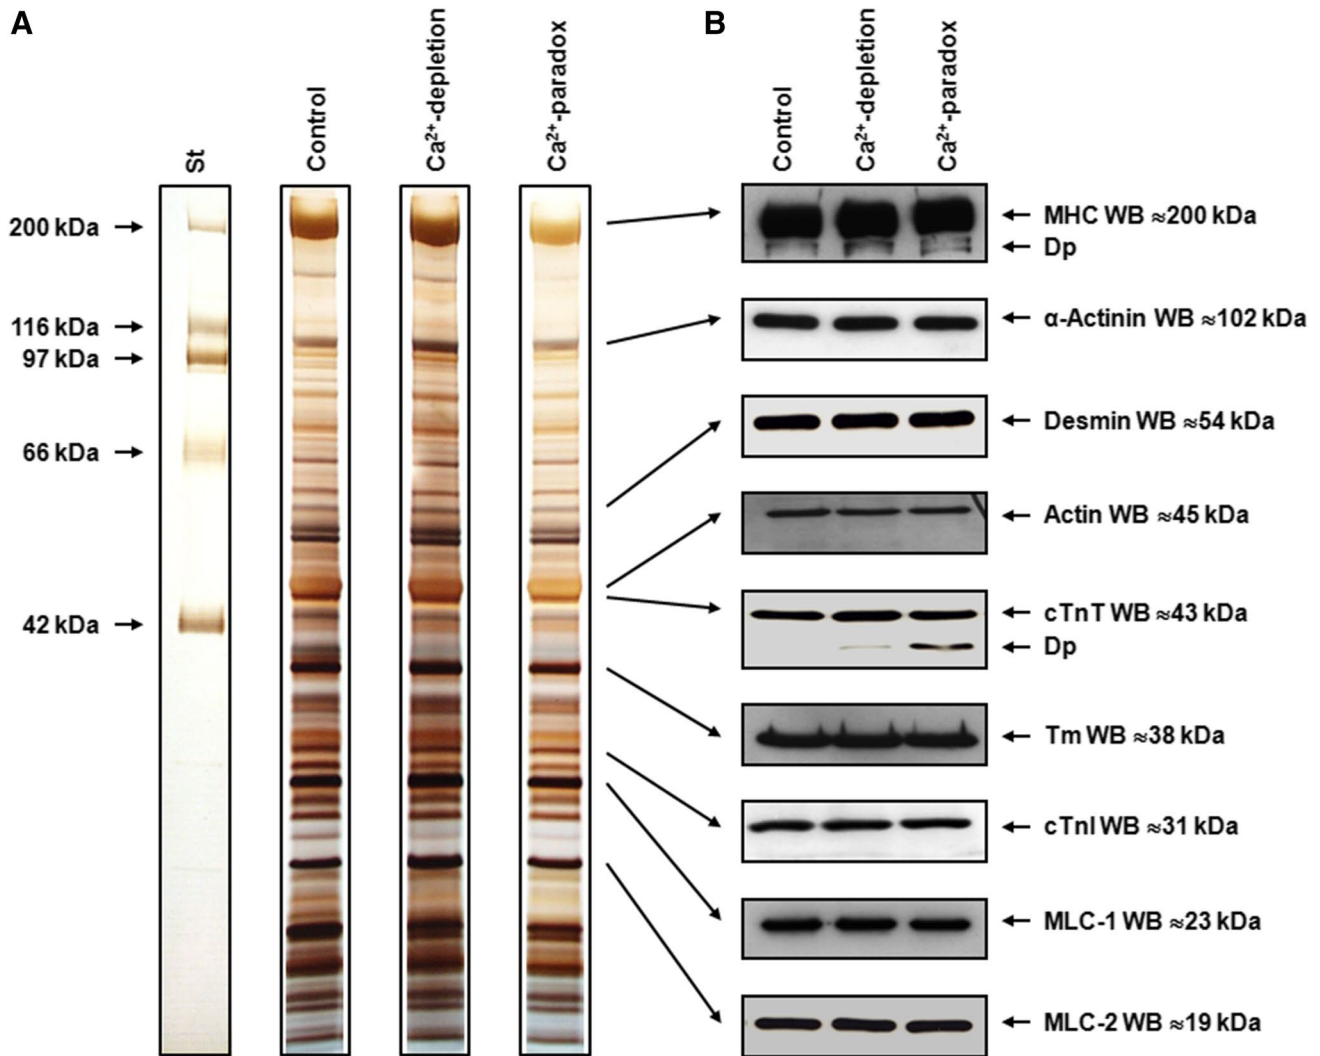 A
St
Control
Ca²⁺-depletion
Ca²⁺-paradox
200 kDa
116 kDa
97 kDa
66 kDa
42 kDa
B
Control
Ca²⁺-depletion
Ca²⁺-paradox
MHC WB ≈200 kDa
Dp
α-Actinin WB ≈102 kDa
Desmin WB ≈54 kDa
Actin WB ≈45 kDa
cTnT WB ≈43 kDa
Dp
Tm WB ≈38 kDa
cTnI WB ≈31 kDa
MLC-1 WB ≈23 kDa
MLC-2 WB ≈19 kDa